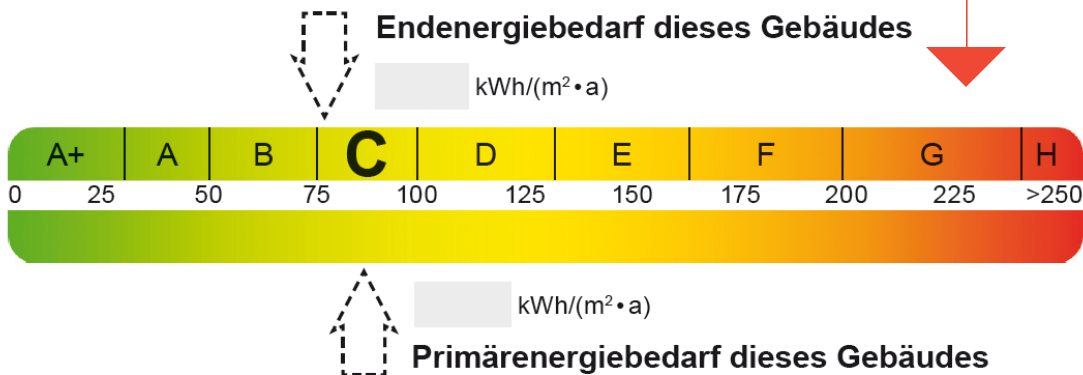 Endenergiebedarf dieses Gebäudes
kWh/(m²•a)
A+ A B C D E F G H
0 25 50 75 100 125 150 175 200 225 >250
kWh/(m²•a)
Primärenergiebedarf dieses Gebäudes